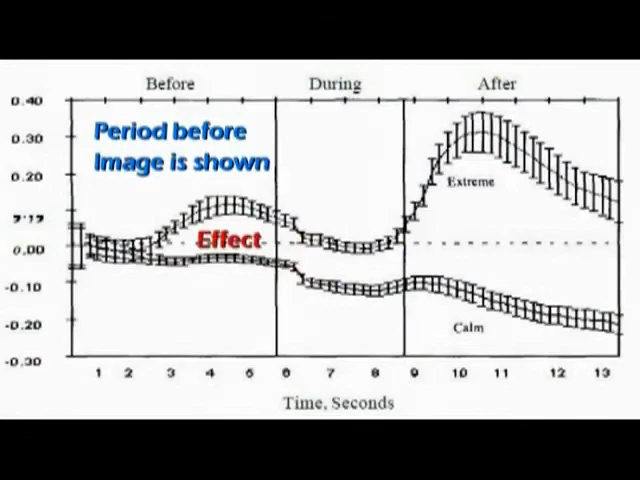 Before During After
0.40
Period before
0.30
Image is shown
0.20
Extreme
Effect
0.00
-0.10
-0.20
Calm
-0.30
1 2 3 4 5 6 7 8 9 10 11 12 13
Time, Seconds